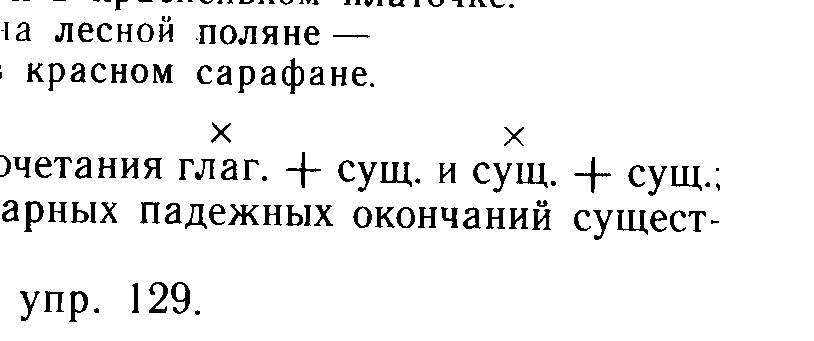 на лесной поляне —
в красном сарафане.
× ×
очетания глаг. + сущ. и сущ. + сущ.;
арных падежных окончаний сущест-
упр. 129.